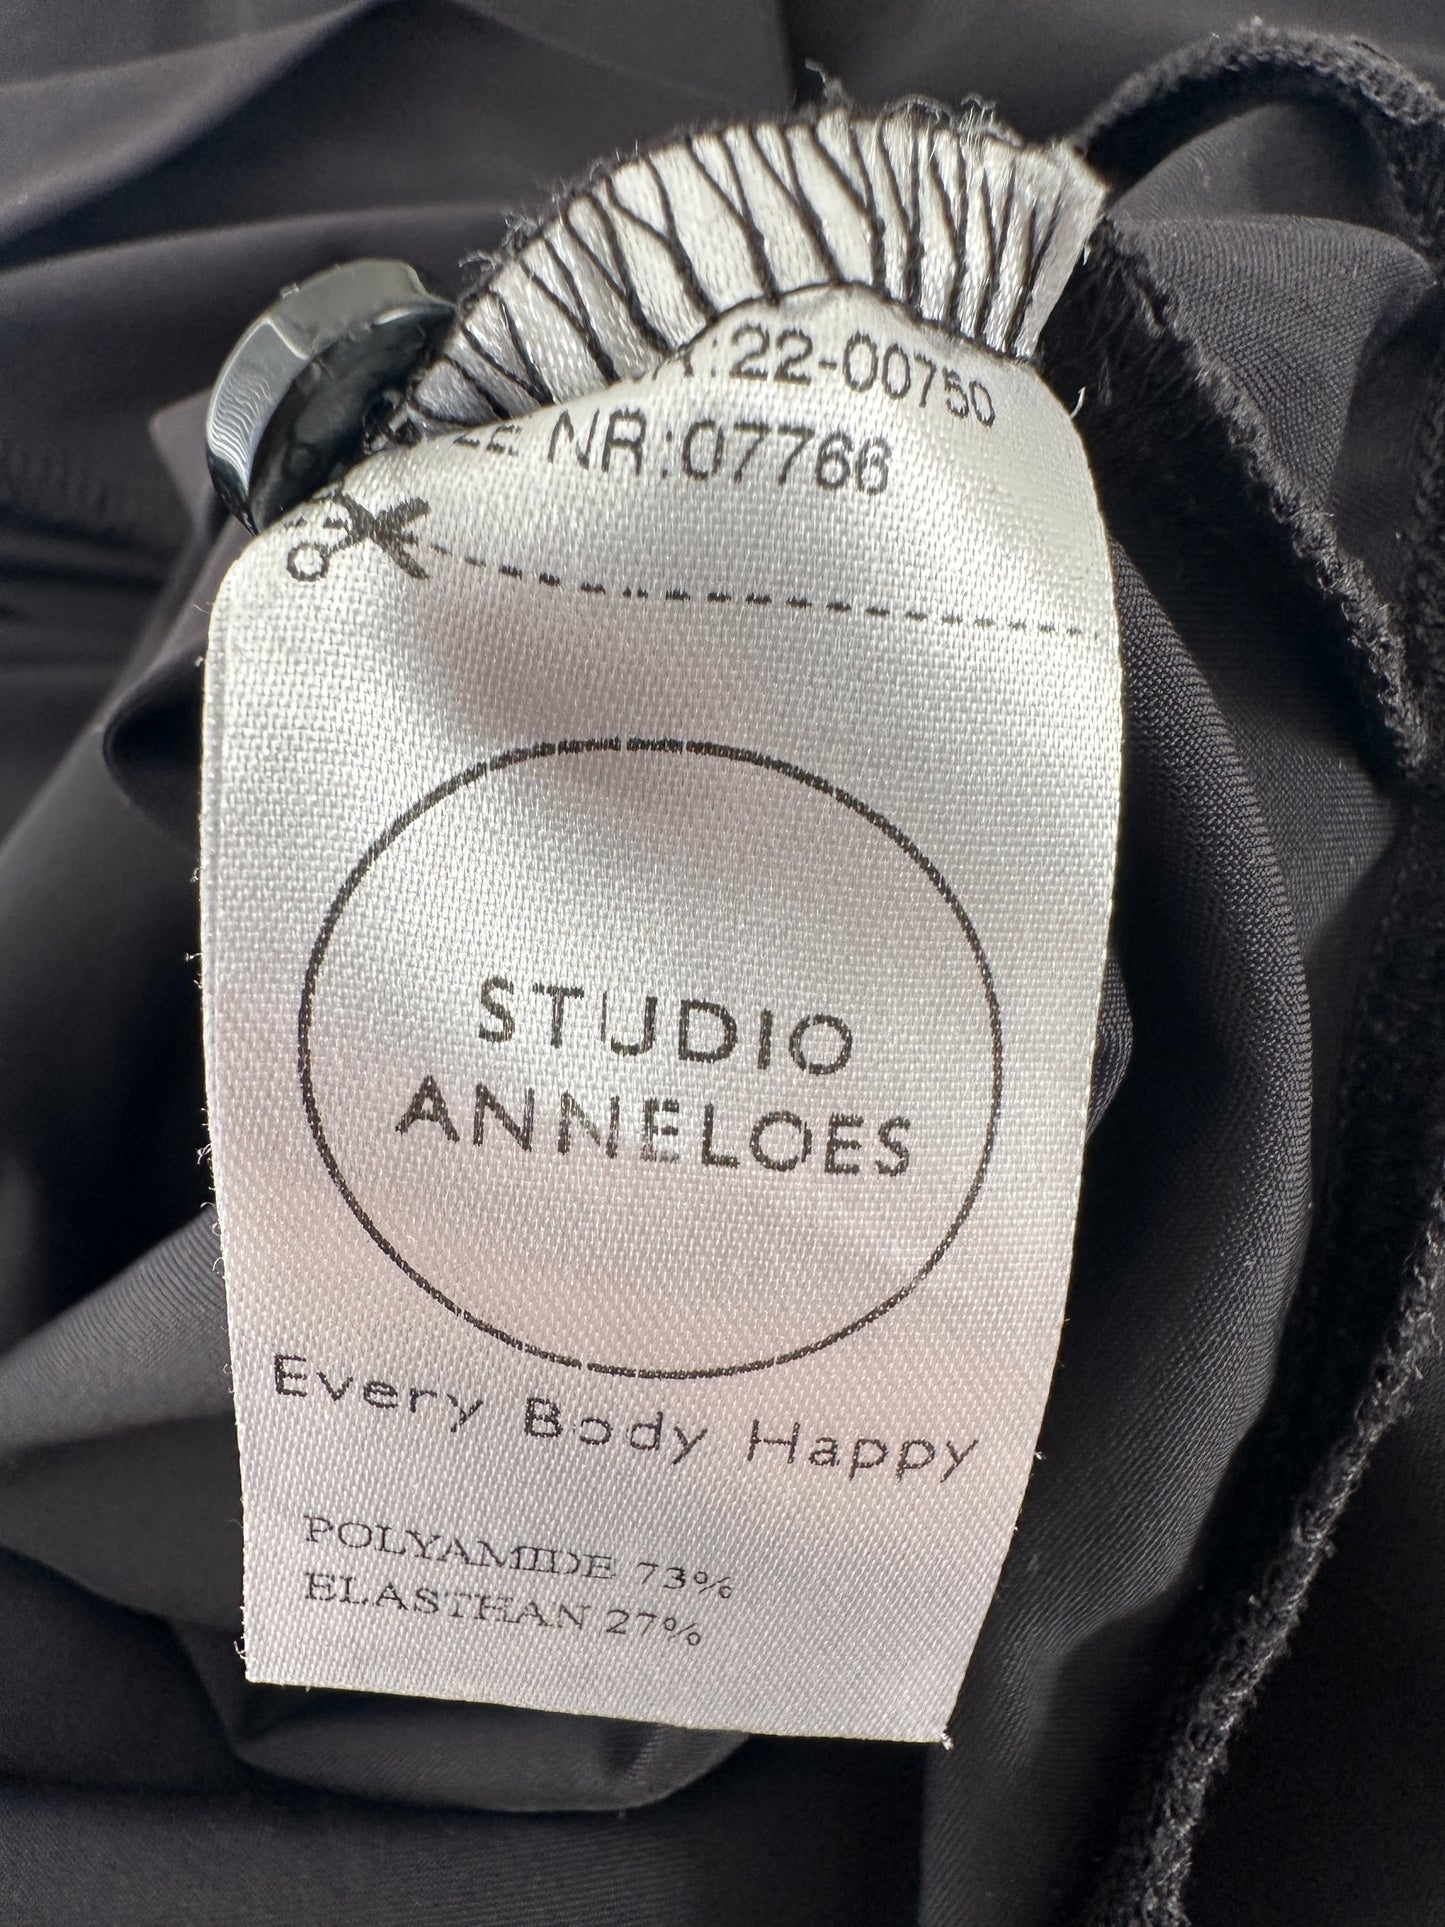 :22-00750
NR:07766
STUDIO
ANNELOES
Every Body Happy
POLYAMIDE 73%
ELASTHAN 27%